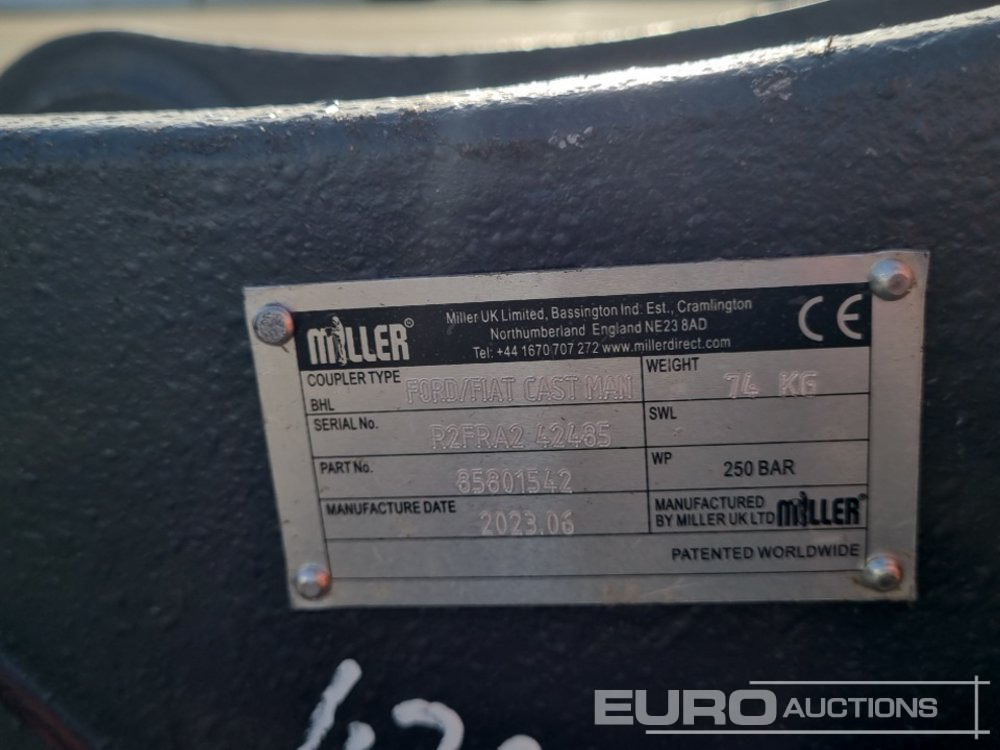 MILLER®
Miller UK Limited, Bassington Ind. Est., Cramlington
Northumberland England NE23 8AD
Tel: +44 1670 707 272 www.millerdirect.com
CE
COUPLER TYPE FORD/FIAT CAST MAN
BHL
WEIGHT 74 KG
SERIAL No. R2FRA2 42485
SWL
PART No. 85801542
WP 250 BAR
MANUFACTURE DATE 2023.06
MANUFACTURED
BY MILLER UK LTD MILLER®
PATENTED WORLDWIDE
EURO AUCTIONS